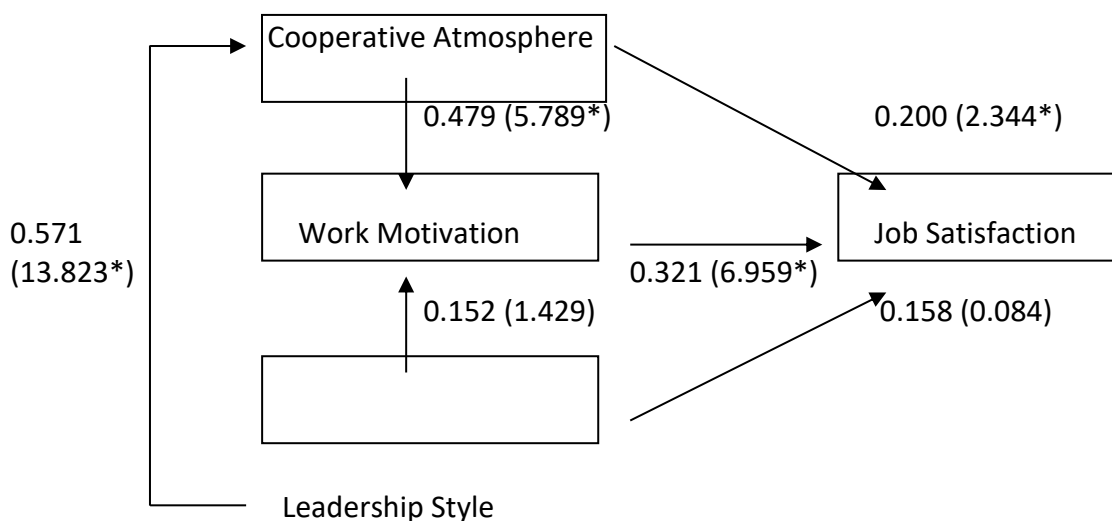 Cooperative Atmosphere
0.479 (5.789*)
0.200 (2.344*)
0.571
(13.823*)
Work Motivation
Job Satisfaction
0.321 (6.959*)
0.152 (1.429)
0.158 (0.084)
Leadership Style